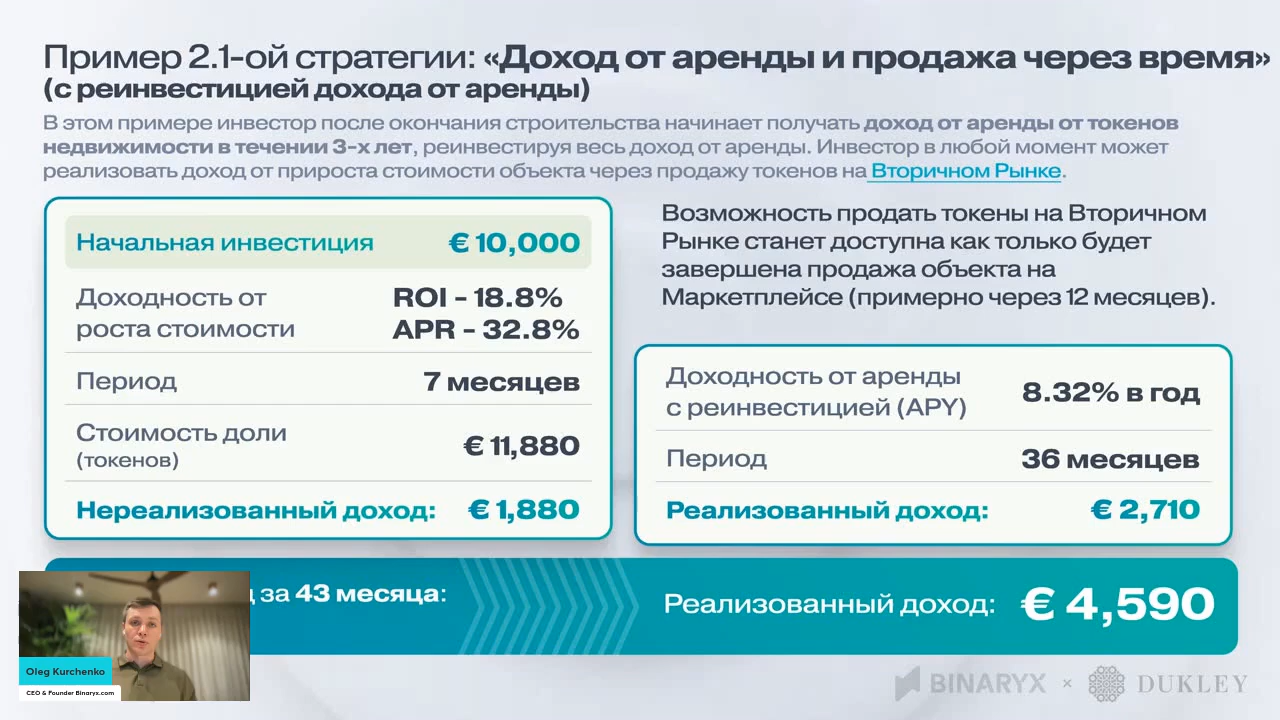 Пример 2.1-ой стратегии: «Доход от аренды и продажа через время»
(с реинвестицией дохода от аренды)
В этом примере инвестор после окончания строительства начинает получать доход от аренды от токенов
недвижимости в течении 3-х лет, реинвестируя весь доход от аренды. Инвестор в любой момент может
реализовать доход от прироста стоимости объекта через продажу токенов на Вторичном Рынке.
Начальная инвестиция € 10,000
Доходность от
роста стоимости
ROI – 18.8%
APR – 32.8%
Период 7 месяцев
Стоимость доли
(токенов)
€ 11,880
Нереализованный доход: € 1,880
Возможность продать токены на Вторичном
Рынке станет доступна как только будет
завершена продажа объекта на
Маркетплейсе (примерно через 12 месяцев).
Доходность от аренды
с реинвестицией (APY)
8.32% в год
Период 36 месяцев
Реализованный доход: € 2,710
за 43 месяца:
Реализованный доход: € 4,590
Oleg Kurchenko
CEO & Founder Binaryx.com
BINARYX × DUKLEY